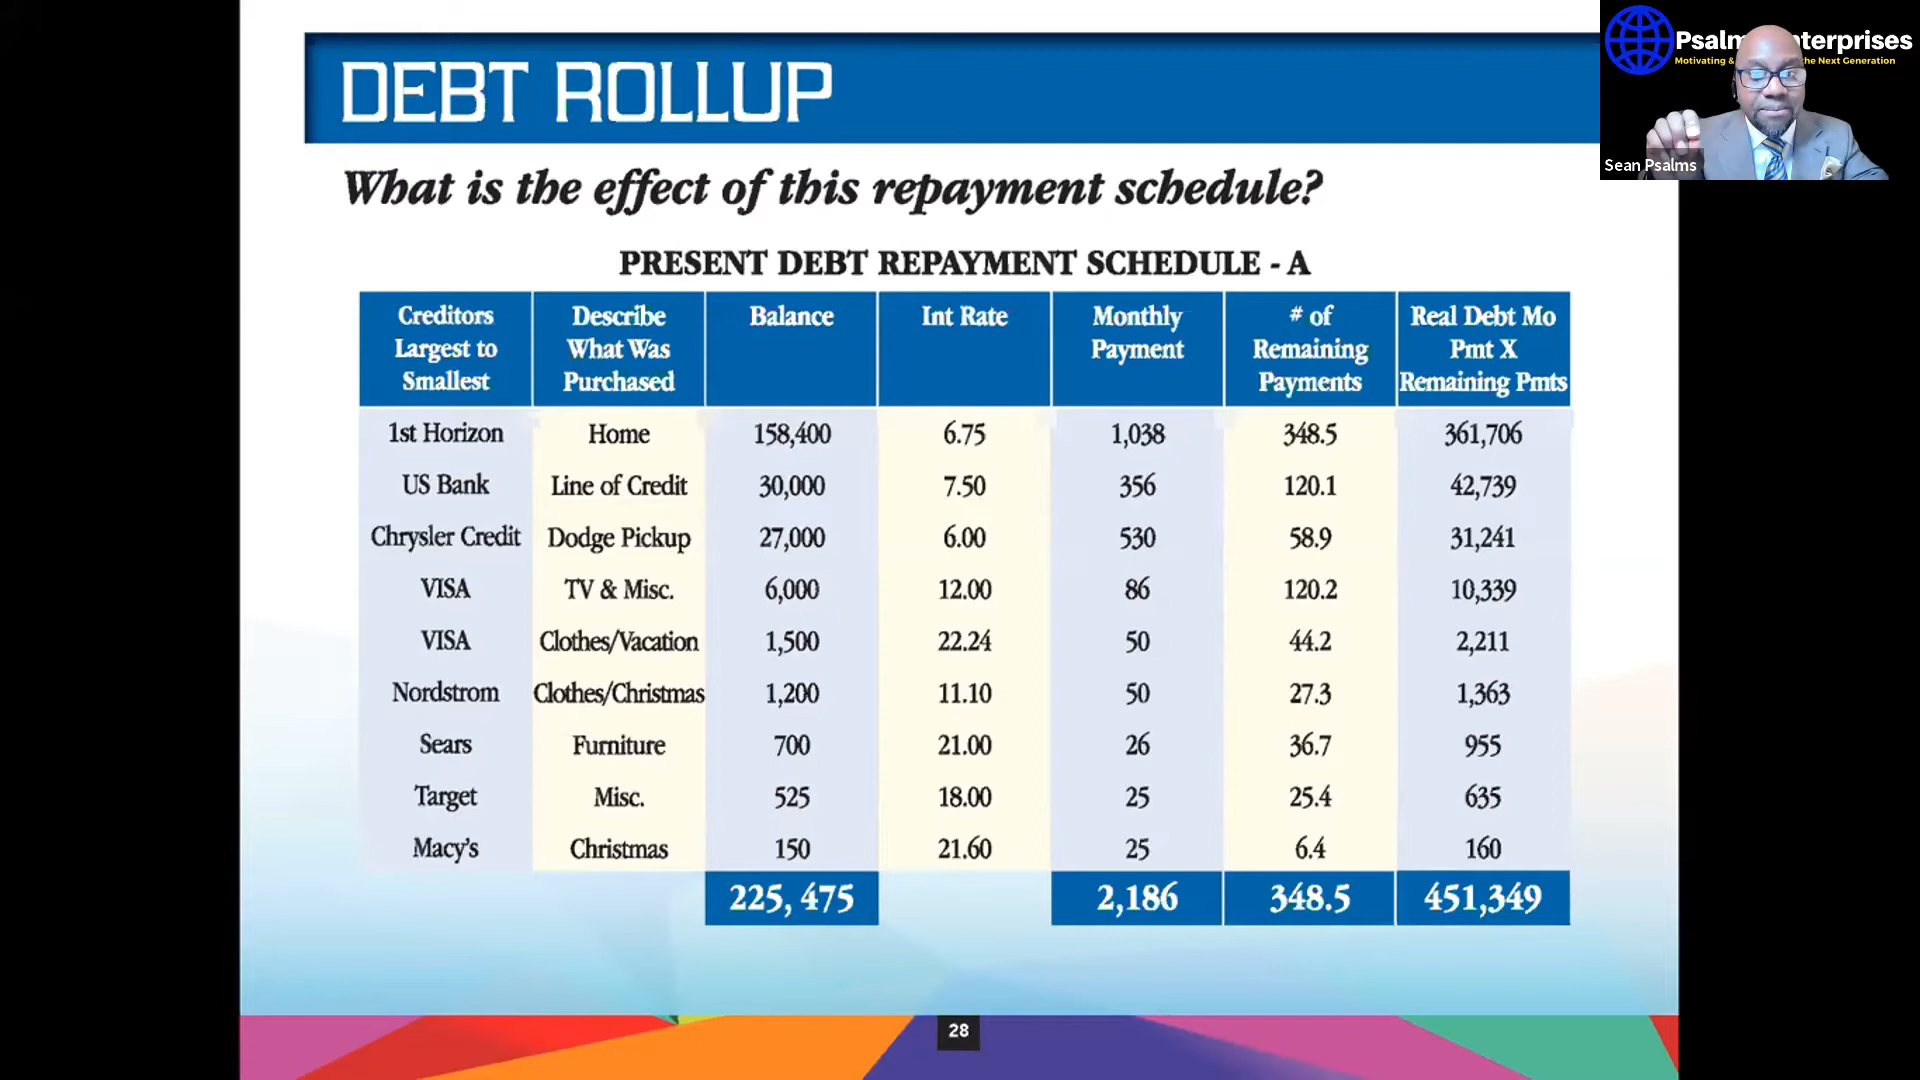 DEBT ROLLUP
Psalm nterprises
Motivating & the Next Generation
Sean Psalms
What is the effect of this repayment schedule?
PRESENT DEBT REPAYMENT SCHEDULE - A
Creditors Largest to Smallest Describe What Was Purchased Balance Int Rate Monthly Payment # of Remaining Payments Real Debt Mo Pmt X Remaining Pmts
1st Horizon Home 158,400 6.75 1,038 348.5 361,706
US Bank Line of Credit 30,000 7.50 356 120.1 42,739
Chrysler Credit Dodge Pickup 27,000 6.00 530 58.9 31,241
VISA TV & Misc. 6,000 12.00 86 120.2 10,339
VISA Clothes/Vacation 1,500 22.24 50 44.2 2,211
Nordstrom Clothes/Christmas 1,200 11.10 50 27.3 1,363
Sears Furniture 700 21.00 26 36.7 955
Target Misc. 525 18.00 25 25.4 635
Macy's Christmas 150 21.60 25 6.4 160
225, 475 2,186 348.5 451,349
28